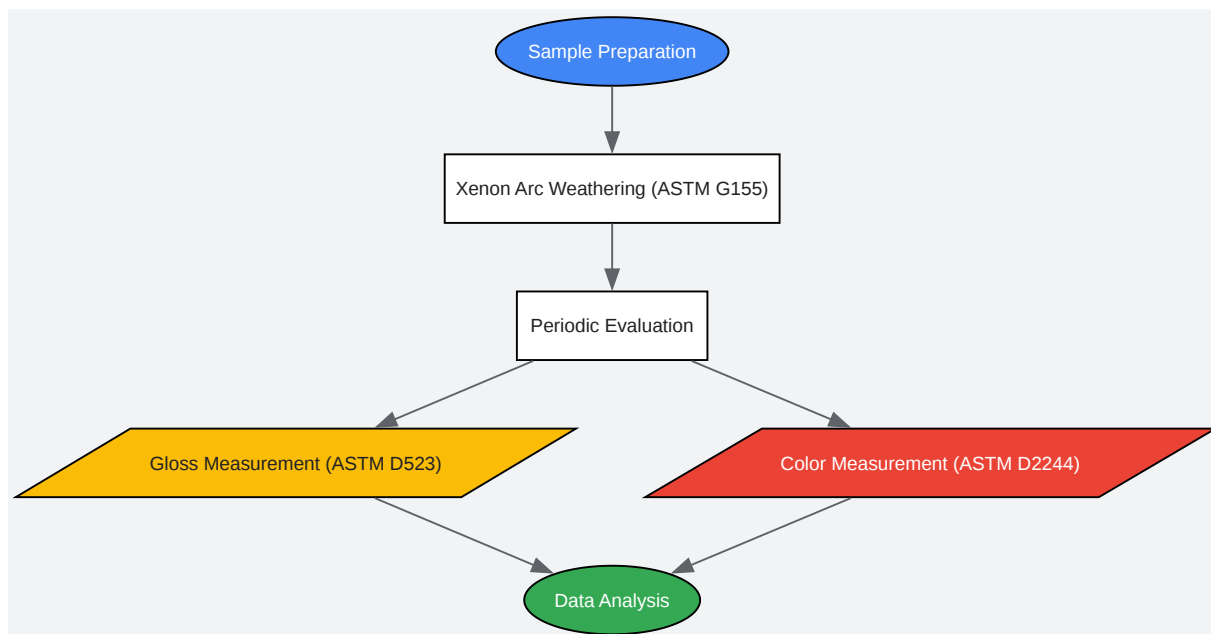 Sample Preparation
Xenon Arc Weathering (ASTM G155)
Periodic Evaluation
Gloss Measurement (ASTM D523)
Color Measurement (ASTM D2244)
Data Analysis